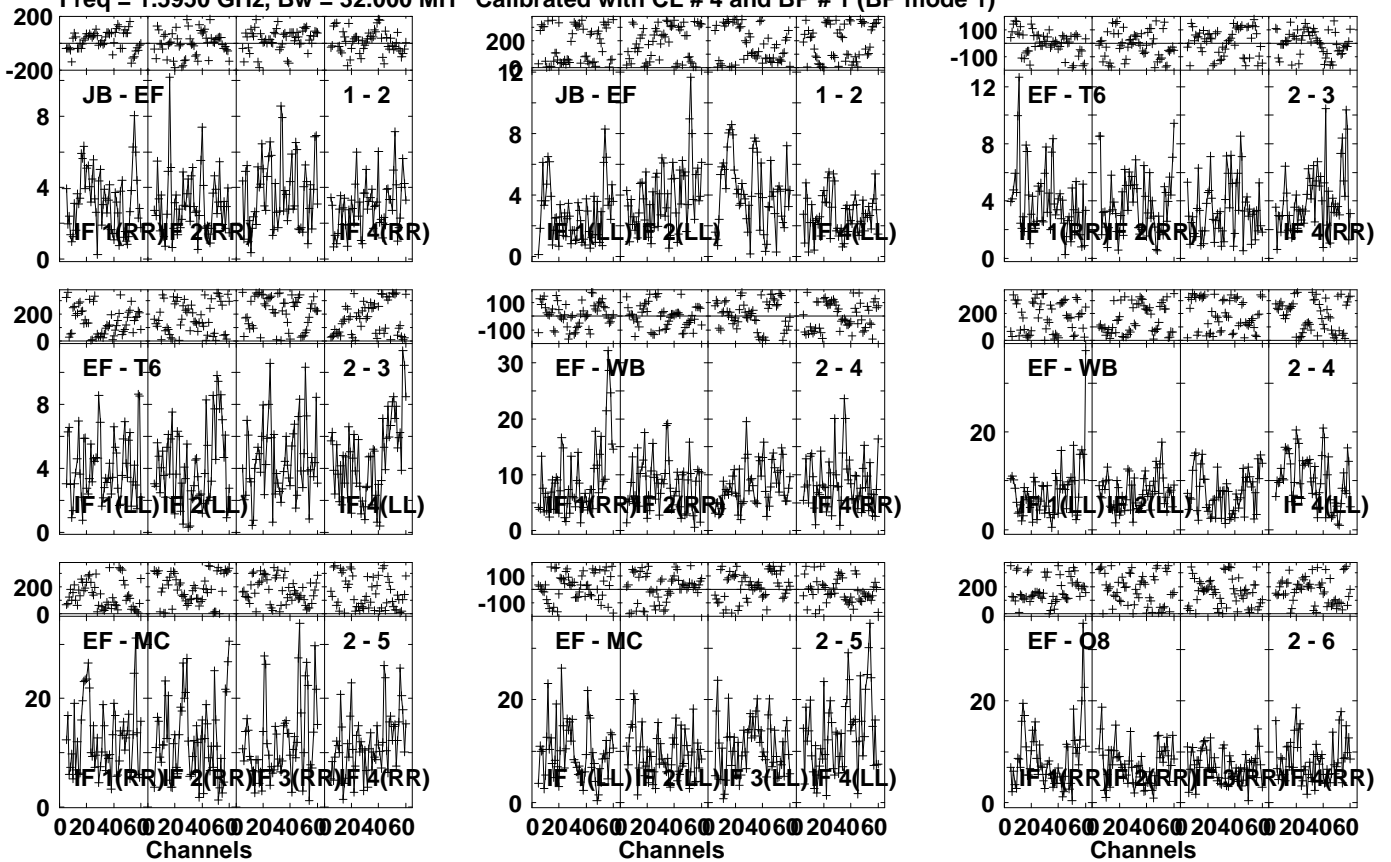 Freq = 1.5950 GHz, Bw = 32.000 MH Calibrated with CL # 4 and BP # 1 (BP mode 1)
200
-200
JB - EF 1 - 2
8
4
0
IF 1(RR) IF 2(RR) IF 4(RR)
200
0
12
JB - EF 1 - 2
8
4
0
IF 1(LL) IF 2(LL) IF 4(LL)
100
-100
12
EF - T6 2 - 3
8
4
0
IF 1(RR) IF 2(RR) IF 4(RR)
200
0
EF - T6 2 - 3
8
4
0
IF 1(LL) IF 2(LL) IF 4(LL)
100
-100
30
EF - WB 2 - 4
20
10
0
IF 1(RR) IF 2(RR) IF 4(RR)
200
0
EF - WB 2 - 4
20
0
IF 1(LL) IF 2(LL) IF 4(LL)
200
0
EF - MC 2 - 5
20
0
IF 1(RR) IF 2(RR) IF 3(RR) IF 4(RR)
0 20 40 60 0 20 40 60 0 20 40 60 0 20 40 60
Channels
100
-100
EF - MC 2 - 5
20
0
IF 1(LL) IF 2(LL) IF 3(LL) IF 4(LL)
0 20 40 60 0 20 40 60 0 20 40 60 0 20 40 60
Channels
200
0
EF - O8 2 - 6
20
0
IF 1(RR) IF 2(RR) IF 3(RR) IF 4(RR)
0 20 40 60 0 20 40 60 0 20 40 60 0 20 40 60
Channels